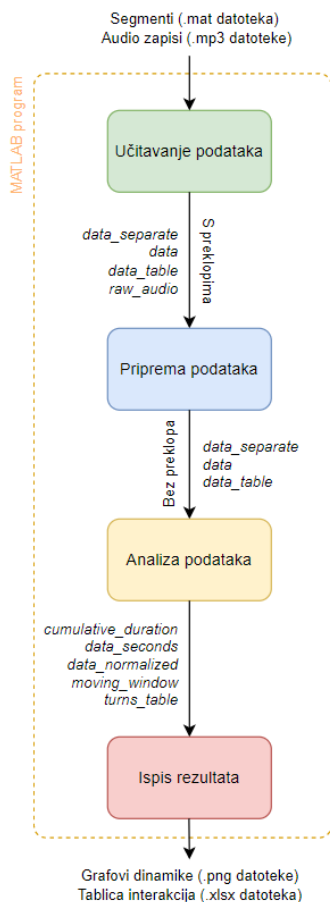 Segmenti (.mat datoteka)
Audio zapisi (.mp3 datoteke)
MATLAB program
Učitavanje podataka
data_separate
data
data_table
raw_audio
S preklopima
Priprema podataka
Bez preklopa
data_separate
data
data_table
Analiza podataka
cumulative_duration
data_seconds
data_normalized
moving_window
turns_table
Ispis rezultata
Grafovi dinamike (.png datoteke)
Tablica interakcija (.xlsx datoteka)